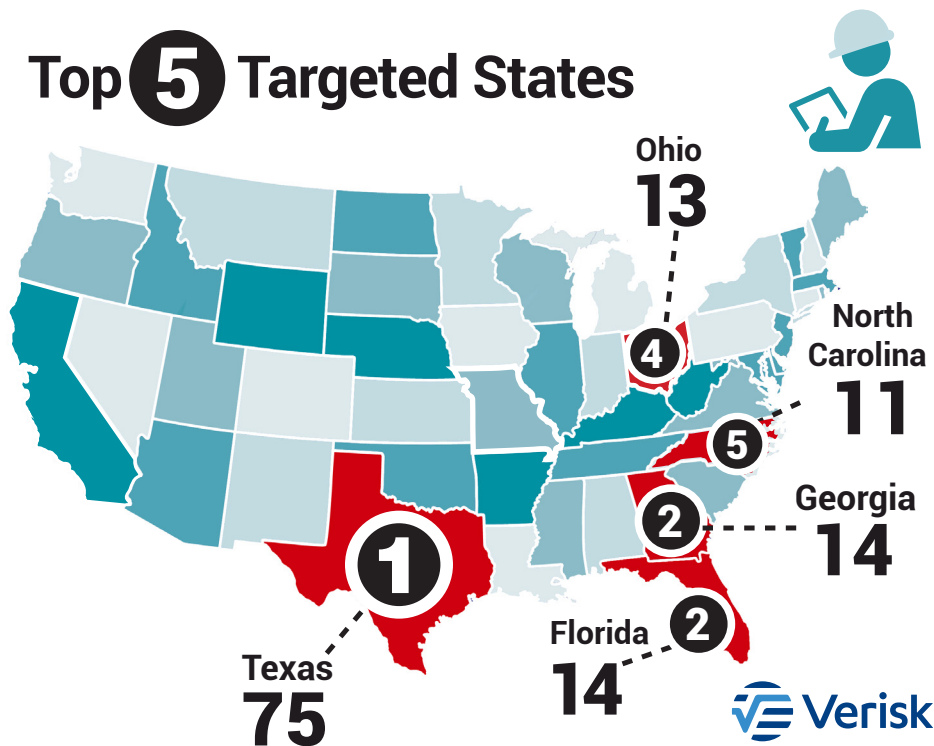 Top 5 Targeted States
Ohio
13
4
North
Carolina
11
5
Georgia
14
2
1
Texas
75
Florida
14
2
Verisk